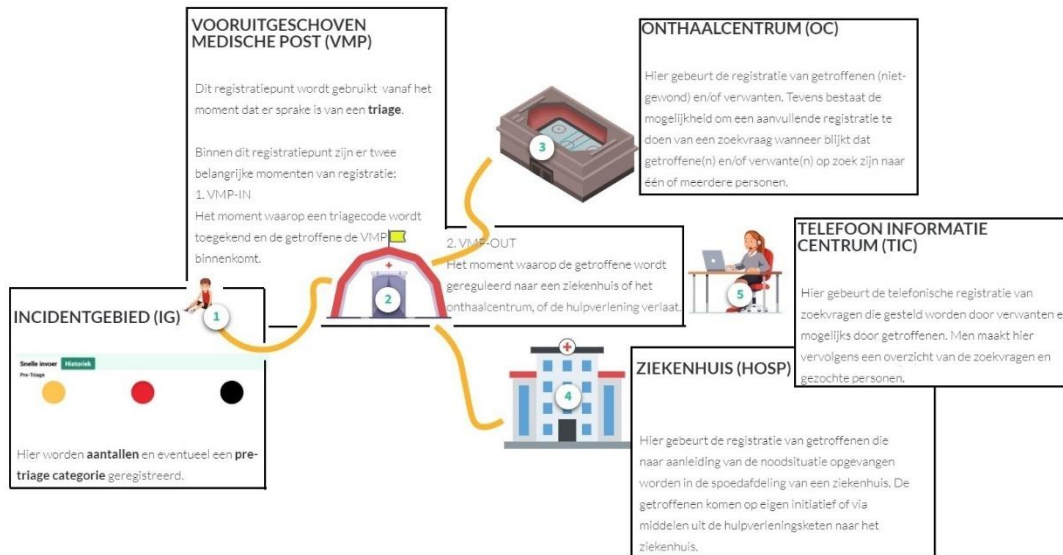 VOORUITGESCHOVEN
MEDISCHE POST (VMP)
Dit registratiepunt wordt gebruikt vanaf het
moment dat er sprake is van een triage.
Binnen dit registratiepunt zijn er twee
belangrijke momenten van registratie:
1. VMP-IN
Het moment waarop een triagecode wordt
toegekend en de getroffene de VMP
binnenkomt.
2. VMP-OUT
Het moment waarop de getroffene wordt
gereguleerd naar een ziekenhuis of het
onthaalcentrum, of de hulpverlening verlaat.
1
2
3
4
5
INCIDENTGEBIED (IG)
Snelle invoer Historiek
Pre-Triage
Hier worden aantallen en eventueel een pre-
triage categorie geregistreerd.
ONTHAALCENTRUM (OC)
Hier gebeurt de registratie van getroffenen (niet-
gewond) en/of verwanten. Tevens bestaat de
mogelijkheid om een aanvullende registratie te
doen van een zoekvraag wanneer blijkt dat
getroffene(n) en/of verwante(n) op zoek zijn naar
één of meerdere personen.
TELEFOON INFORMATIE
CENTRUM (TIC)
Hier gebeurt de telefonische registratie van
zoekvragen die gesteld worden door verwanten e
mogelijks door getroffenen. Men maakt hier
vervolgens een overzicht van de zoekvragen en
gezochte personen.
ZIEKENHUIS (HOSP)
Hier gebeurt de registratie van getroffenen die
naar aanleiding van de noodsituatie opgevangen
worden in de spoedafdeling van een ziekenhuis. De
getroffenen komen op eigen initiatief of via
middelen uit de hulpverleningsketen naar het
ziekenhuis.